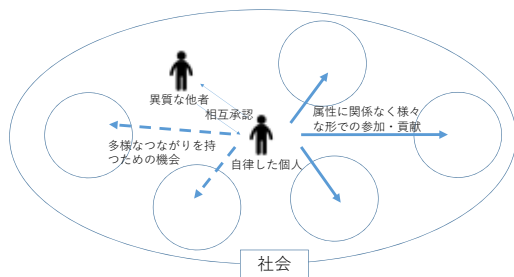 異質な他者
相互承認
属性に関係なく様々
な形での参加・貢献
多様なつながりを持
つための機会
自律した個人
社会